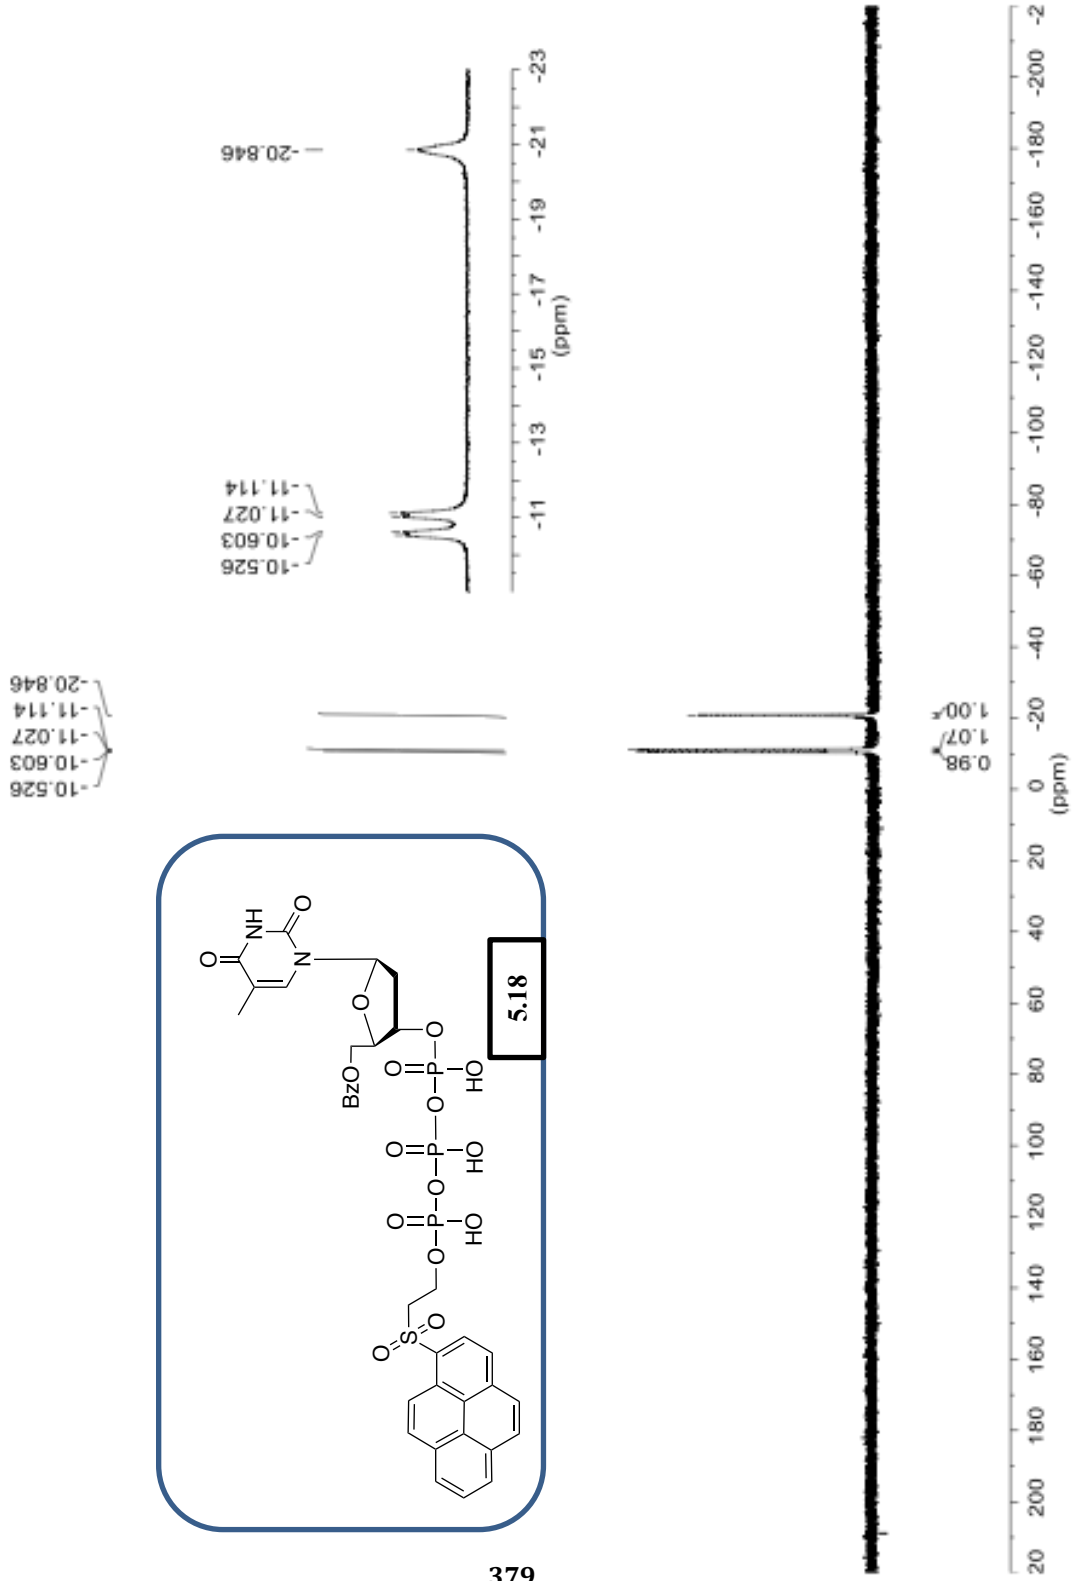 -10.526
-10.603
-11.027
-11.114
-20.846
-10.526
-10.603
-11.027
-11.114
-20.846
-11
-13
-15
-17
-19
-21
-23
(ppm)
O
NH
O
N
O
BzO
O
O
P
HO
O
O
P
HO
O
O
P
HO
O
O
S
O
5.18
0.98
1.07
1.00
20
200
180
160
140
120
100
80
60
40
20
0
-20
-40
-60
-80
-100
-120
-140
-160
-180
-200
-2
(ppm)
379